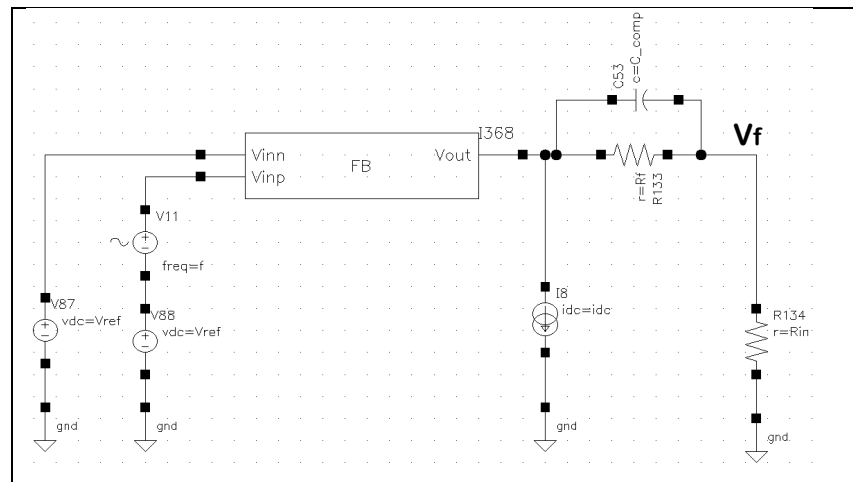 C53
c=C_comp
I368
Vf
Vinn
FB
Vout
Vinp
r=Rf
R133
V11
freq=f
V87
vdc=Vref
V88
vdc=Vref
I8
idc=idc
R134
r=Rin
gnd
gnd
gnd
gnd